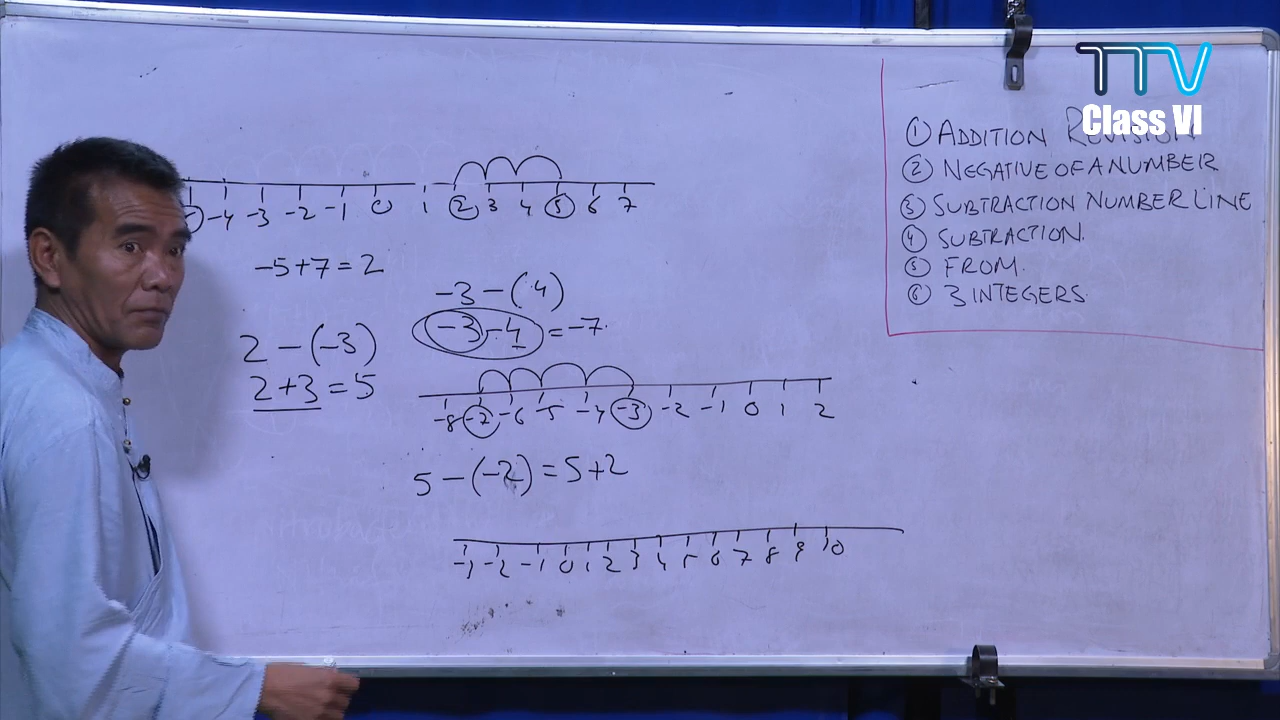 TTV
Class VI
① ADDITION REVISION
② NEGATIVE OF A NUMBER
③ SUBTRACTION NUMBER LINE
④ SUBTRACTION.
⑤ FROM.
⑥ 3 INTEGERS.
-4 -3 -2 -1 0 1 2 3 4 5 6 7
-5+7=2
-3-(4)
-3-4=-7.
2-(-3)
2+3=5
-8 -7 -6 -5 -4 -3 -2 -1 0 1 2
5-(-2)=5+2
-3 -2 -1 0 1 2 3 4 5 6 7 8 9 10